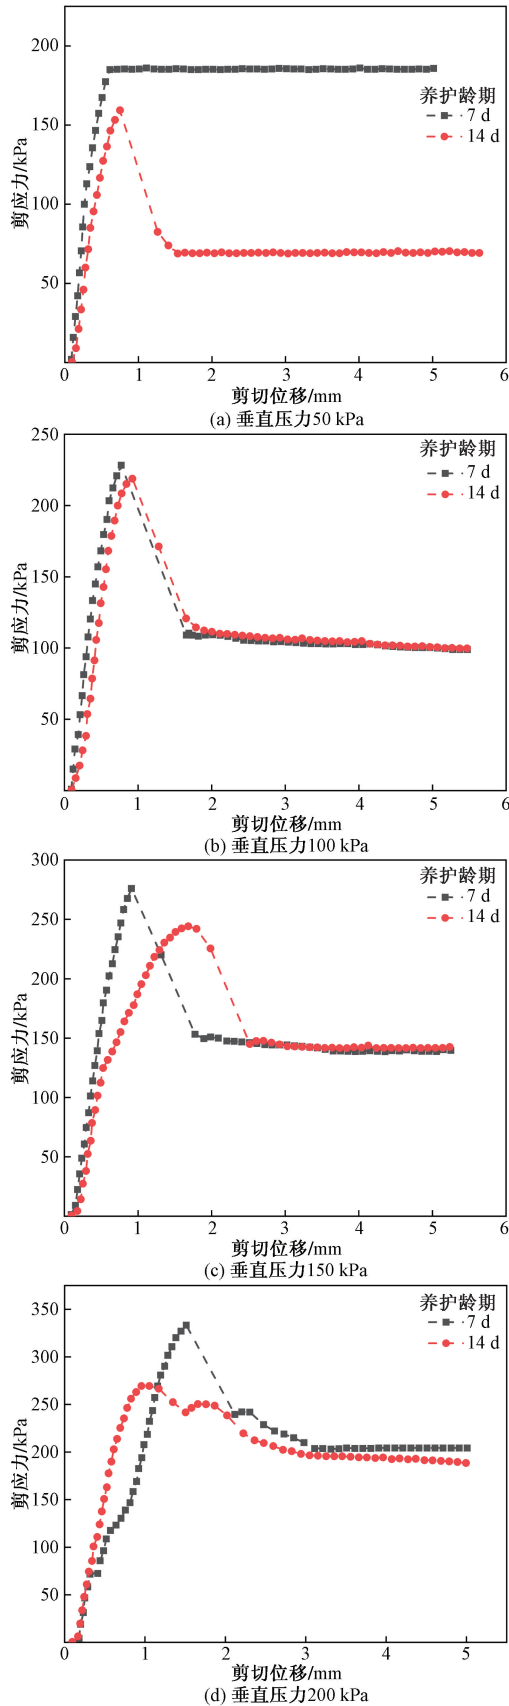 200
150
100
50
剪应力/kPa
养护龄期
7 d
14 d
0 1 2 3 4 5 6
剪切位移/mm
(a) 垂直压力50 kPa
250
200
150
100
50
剪应力/kPa
养护龄期
7 d
14 d
0 1 2 3 4 5 6
剪切位移/mm
(b) 垂直压力100 kPa
300
250
200
150
100
50
剪应力/kPa
养护龄期
7 d
14 d
0 1 2 3 4 5 6
剪切位移/mm
(c) 垂直压力150 kPa
350
300
250
200
150
100
50
剪应力/kPa
养护龄期
7 d
14 d
0 1 2 3 4 5
剪切位移/mm
(d) 垂直压力200 kPa